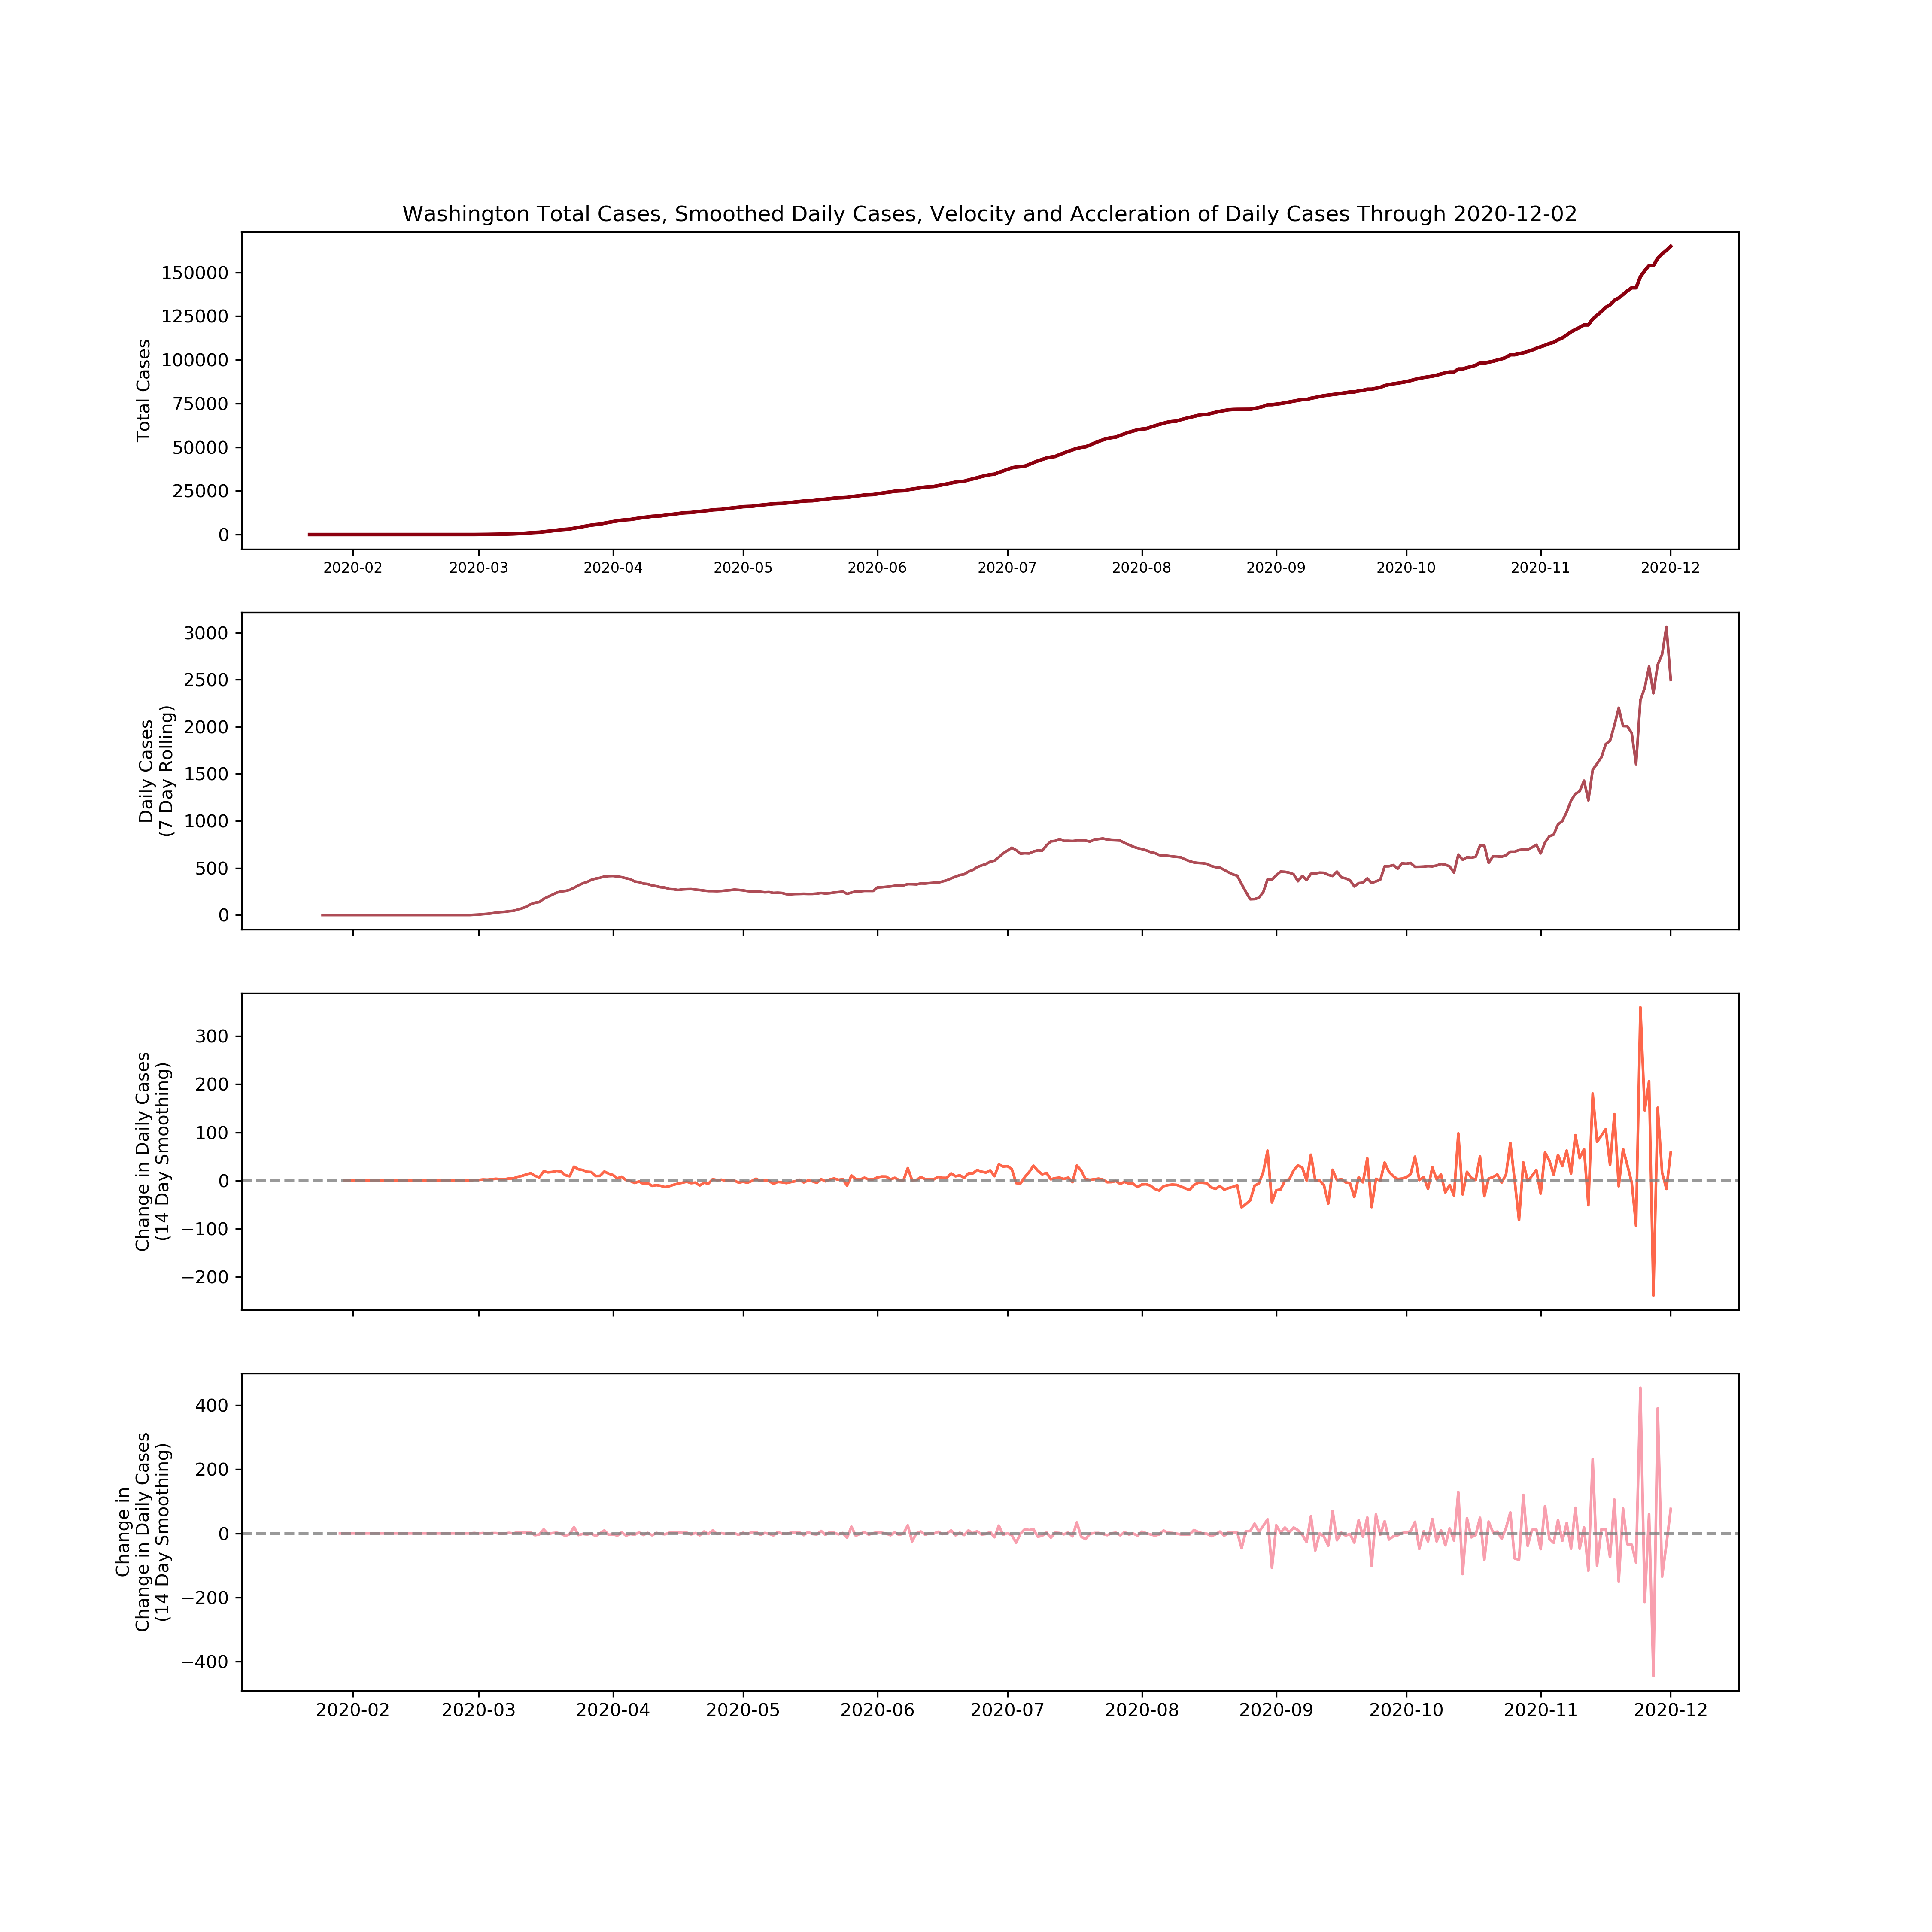 Washington Total Cases, Smoothed Daily Cases, Velocity and Accleration of Daily Cases Through 2020-12-02
Total Cases
150000
125000
100000
75000
50000
25000
0
2020-02 2020-03 2020-04 2020-05 2020-06 2020-07 2020-08 2020-09 2020-10 2020-11 2020-12
Daily Cases
(7 Day Rolling)
3000
2500
2000
1500
1000
500
0
Change in Daily Cases
(14 Day Smoothing)
300
200
100
0
−100
−200
Change in
Change in Daily Cases
(14 Day Smoothing)
400
200
0
−200
−400
2020-02 2020-03 2020-04 2020-05 2020-06 2020-07 2020-08 2020-09 2020-10 2020-11 2020-12